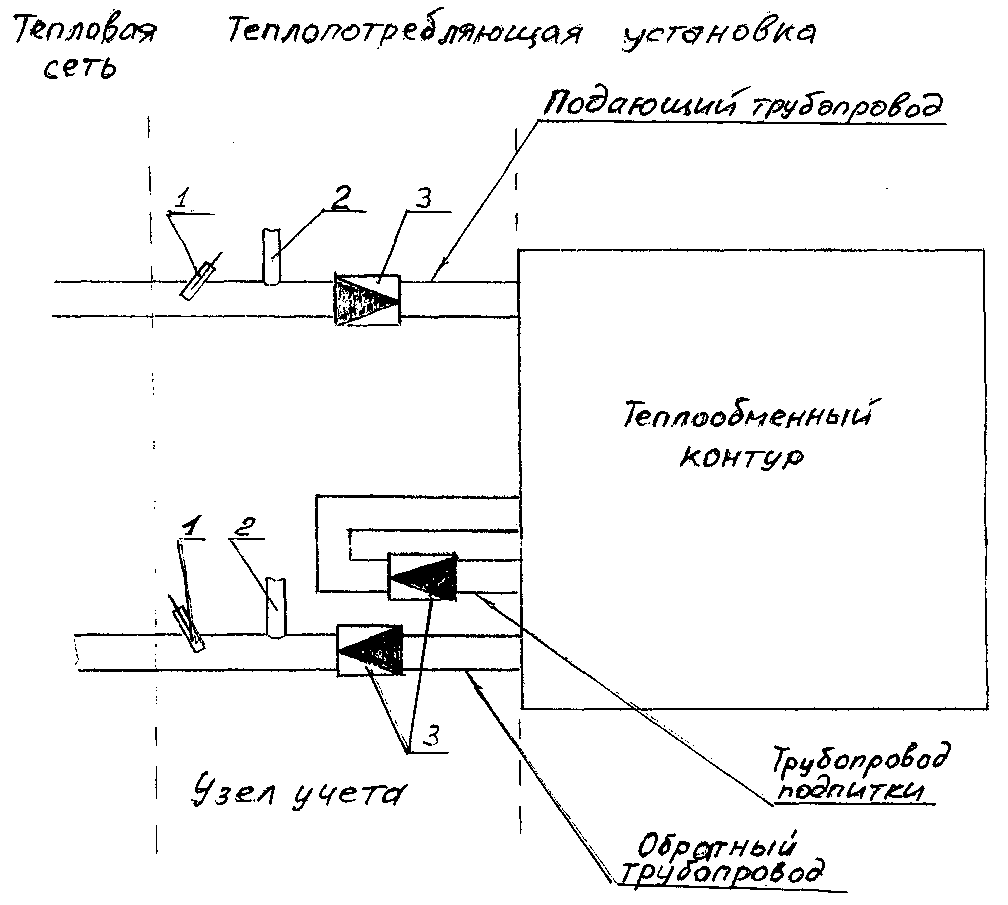 Тепловая
сеть
Теплопотребляющая установка
Подающий трубопровод
1
2
3
Теплообменный
контур
1
2
3
Трубопровод
подпитки
Узел учета
Обратный
трубопровод